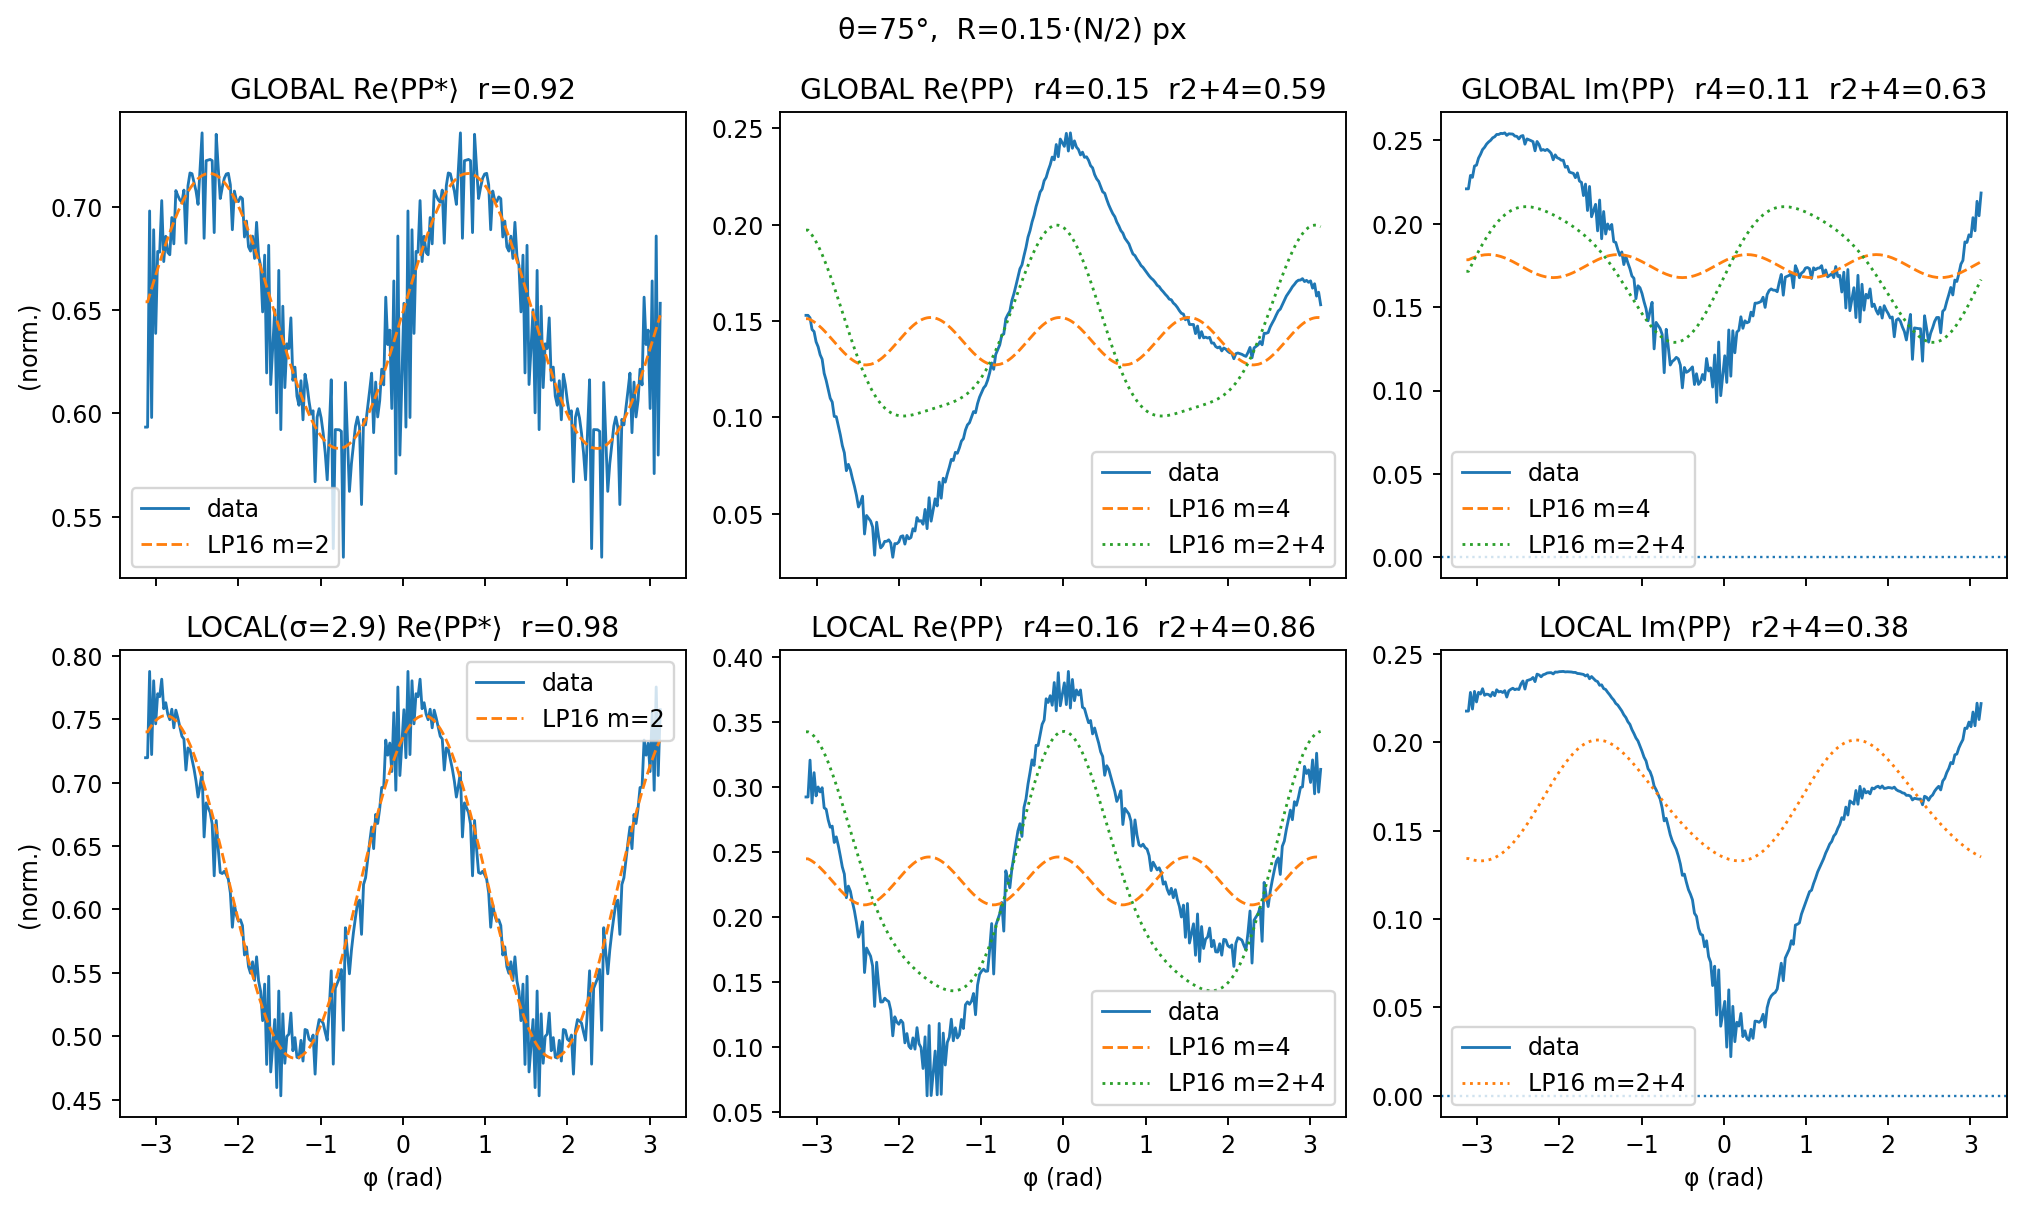 θ=75°,  R=0.15·(N/2) px
GLOBAL Re⟨PP*⟩  r=0.92
(norm.)
0.70
0.65
0.60
0.55
data
LP16 m=2
GLOBAL Re⟨PP⟩  r4=0.15  r2+4=0.59
0.25
0.20
0.15
0.10
0.05
data
LP16 m=4
LP16 m=2+4
GLOBAL Im⟨PP⟩  r4=0.11  r2+4=0.63
0.25
0.20
0.15
0.10
0.05
0.00
data
LP16 m=4
LP16 m=2+4
LOCAL(σ=2.9) Re⟨PP*⟩  r=0.98
(norm.)
0.80
0.75
0.70
0.65
0.60
0.55
0.50
0.45
data
LP16 m=2
−3 −2 −1 0 1 2 3
φ (rad)
LOCAL Re⟨PP⟩  r4=0.16  r2+4=0.86
0.40
0.35
0.30
0.25
0.20
0.15
0.10
0.05
data
LP16 m=4
LP16 m=2+4
−3 −2 −1 0 1 2 3
φ (rad)
LOCAL Im⟨PP⟩  r2+4=0.38
0.25
0.20
0.15
0.10
0.05
0.00
data
LP16 m=2+4
−3 −2 −1 0 1 2 3
φ (rad)